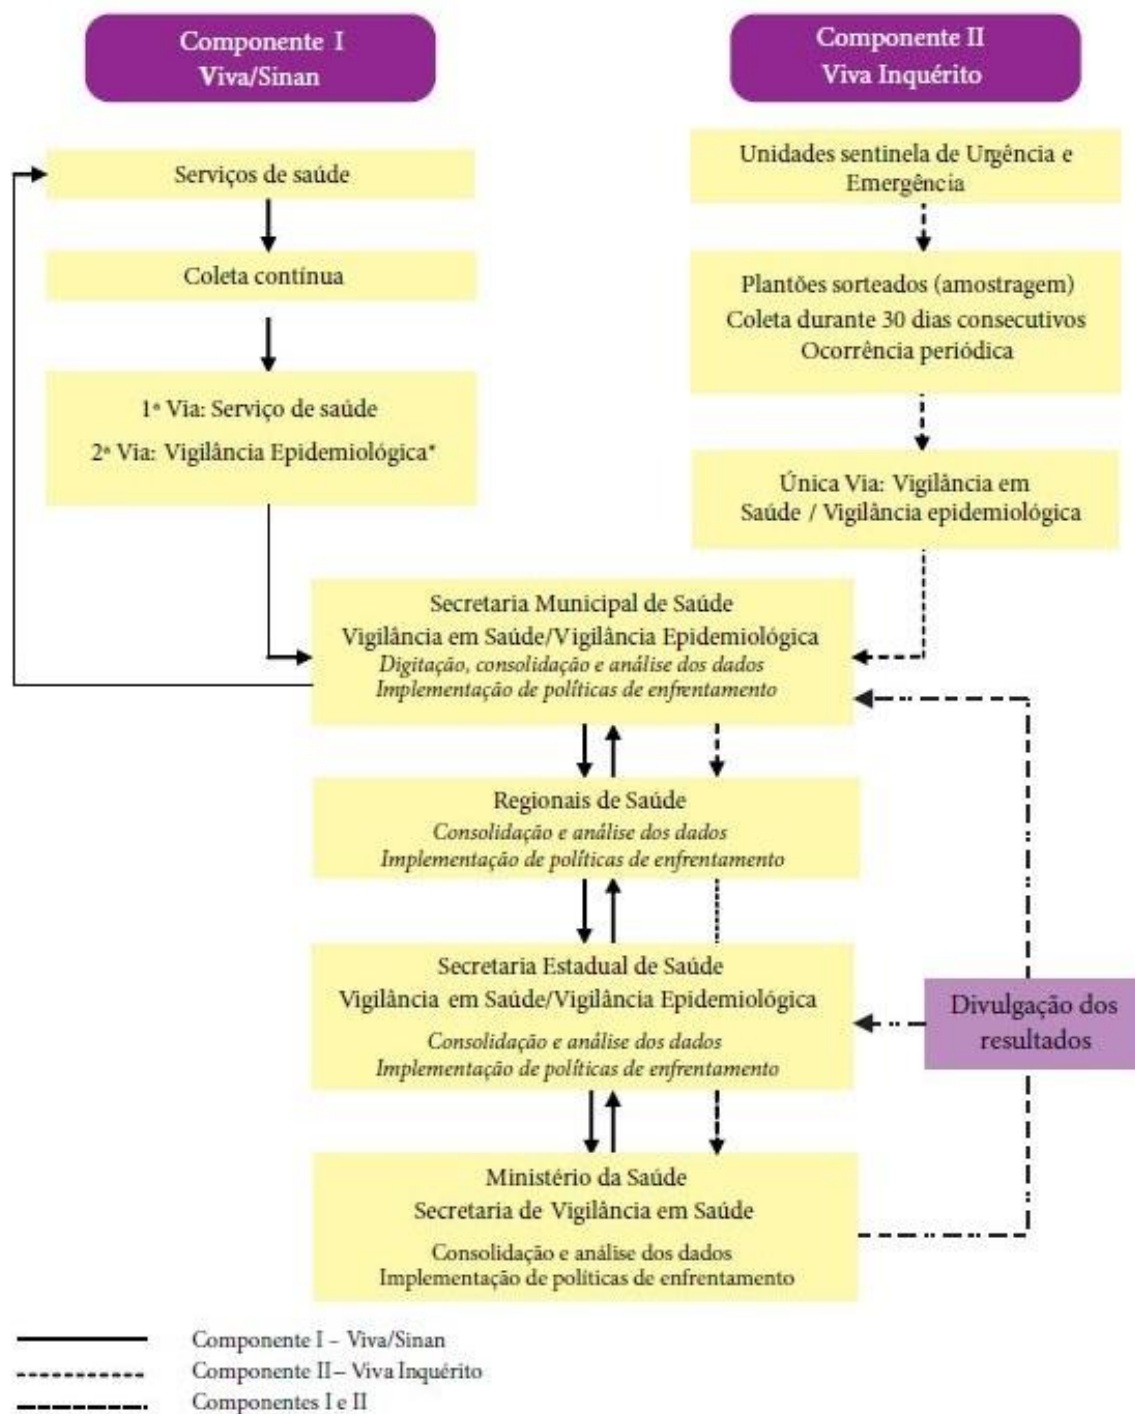 Componente I
Viva/Sinan
Componente II
Viva Inquérito
Serviços de saúde
Coleta contínua
1ª Via: Serviço de saúde
2ª Via: Vigilância Epidemiológica*
Unidades sentinela de Urgência e
Emergência
Plantões sorteados (amostragem)
Coleta durante 30 dias consecutivos
Ocorrência periódica
Única Via: Vigilância em
Saúde / Vigilância epidemiológica
Secretaria Municipal de Saúde
Vigilância em Saúde/Vigilância Epidemiológica
Digitação, consolidação e análise dos dados
Implementação de políticas de enfrentamento
Regionais de Saúde
Consolidação e análise dos dados
Implementação de políticas de enfrentamento
Secretaria Estadual de Saúde
Vigilância em Saúde/Vigilância Epidemiológica
Consolidação e análise dos dados
Implementação de políticas de enfrentamento
Divulgação dos
resultados
Ministério da Saúde
Secretaria de Vigilância em Saúde
Consolidação e análise dos dados
Implementação de políticas de enfrentamento
Componente I – Viva/Sinan
Componente II– Viva Inquérito
Componentes I e II